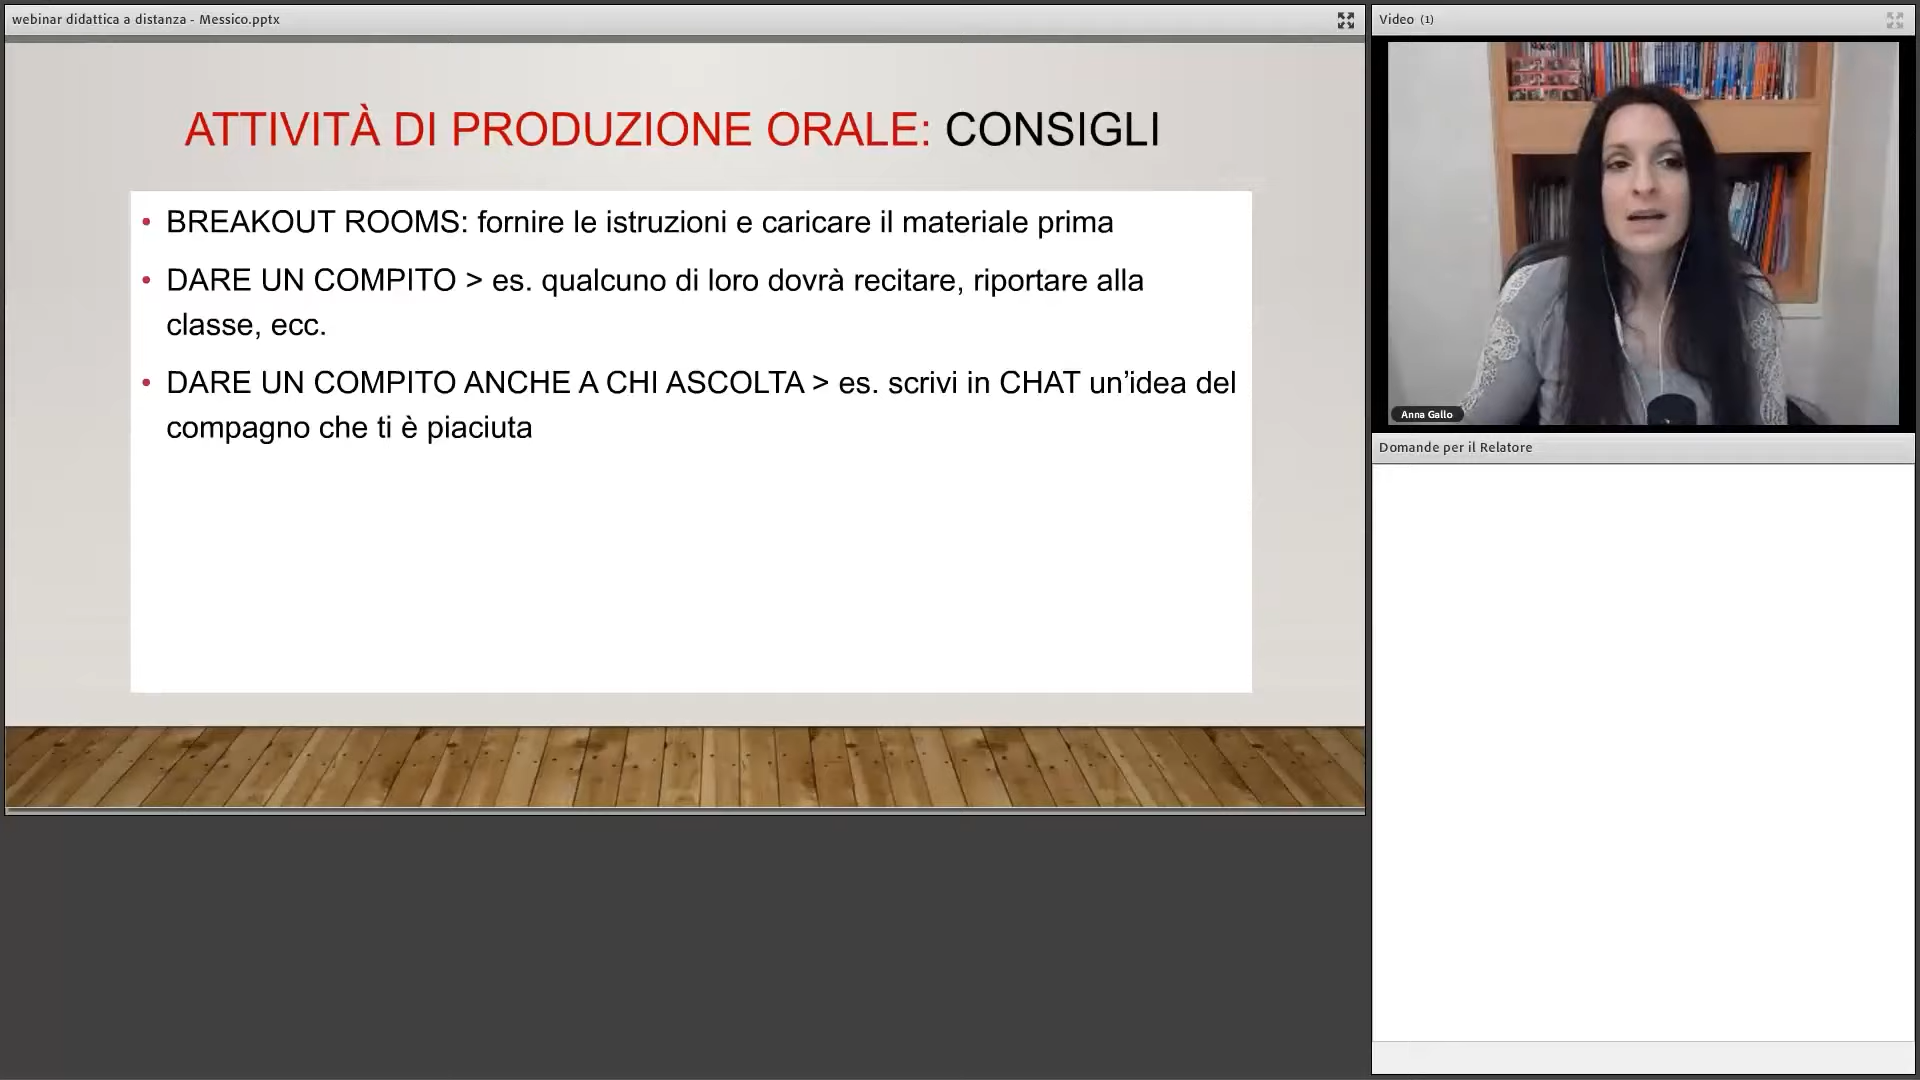 webinar didattica a distanza - Messico.pptx
ATTIVITÀ DI PRODUZIONE ORALE: CONSIGLI
• BREAKOUT ROOMS: fornire le istruzioni e caricare il materiale prima
• DARE UN COMPITO > es. qualcuno di loro dovrà recitare, riportare alla
classe, ecc.
• DARE UN COMPITO ANCHE A CHI ASCOLTA > es. scrivi in CHAT un’idea del
compagno che ti è piaciuta
Video (1)
Anna Gallo
Domande per il Relatore